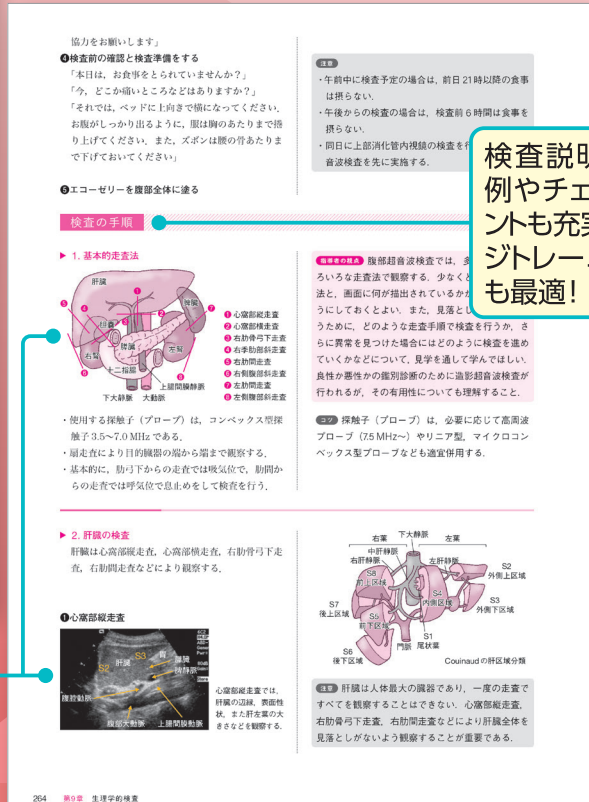 協力をお願いします」
❹検査前の確認と検査準備をする
「本日は，お食事をとられていませんか？」
「今，どこか痛いところなどはありますか？」
「それでは，ベッドに上向きで横になってください．
お腹がしっかり出るように，服は胸のあたりまで捲
り上げてください．また，ズボンは腰の骨あたりま
で下げておいてください」
❺エコーゼリーを腹部全体に塗る
注意
・午前中に検査予定の場合は，前日21時以降の食事
は摂らない．
・午後からの検査の場合は，検査前6時間は食事を
摂らない．
・同日に上部消化管内視鏡の検査を
音波検査を先に実施する．
検査説明
例やチェ
ントも充実
ジトレー
も最適！
検査の手順
▶ 1. 基本的走査法
肝臓
脾臓
胆嚢
膵臓
左腎
右腎
十二指腸
上腸間膜静脈
下大静脈 大動脈
❶心窩部縦走査
❷心窩部横走査
❸右肋骨弓下走査
❹右季肋部斜走査
❺右肋間走査
❻右側腹部斜走査
❼左肋間走査
❽左側腹部斜走査
・使用する探触子（プローブ）は，コンベックス型探
触子3.5〜7.0 MHzである．
・扇走査により目的臓器の端から端まで観察する．
・基本的に，肋弓下からの走査では吸気位で，肋間か
らの走査では呼気位で息止めをして検査を行う．
指導者の視点 腹部超音波検査では，
ろいろな走査法で観察する．少なく
法と，画面に何が描出されているか
うにしておくとよい．また，見落とし
うために，どのような走査手順で検査を行うか，さ
らに異常を見つけた場合にはどのように検査を進め
ていくかなどについて，見学を通して学んでほしい．
良性か悪性かの鑑別診断のために造影超音波検査が
行われるが，その有用性についても理解すること．
コツ 探触子（プローブ）は，必要に応じて高周波
プローブ（7.5 MHz〜）やリニア型，マイクロコン
ベックス型プローブなども適宜併用する．
▶ 2. 肝臓の検査
肝臓は心窩部縦走査，心窩部横走査，右肋骨弓下走
査，右肋間走査などにより観察する．
❶心窩部縦走査
S2
S3
肝臓
胃
膵臓
脾静脈
腹腔動脈
腹部大動脈
上腸間膜動脈
心窩部縦走査では，
肝臓の辺縁，表面性
状，また肝左葉の大
きさなどを観察する．
右葉 下大静脈 左葉
中肝静脈
右肝静脈 左肝静脈
S8
前上区域
S2
外側上区域
S4
内側区域
S3
外側下区域
S7
後上区域
S5
前下区域
S1
門脈 尾状葉
S6
後下区域
Couinaudの肝区域分類
注意 肝臓は人体最大の臓器であり，一度の走査で
すべてを観察することはできない．心窩部縦走査，
右肋骨弓下走査，右肋間走査などにより肝臓全体を
見落としがないよう観察することが重要である．
264 第9章 生理学的検査